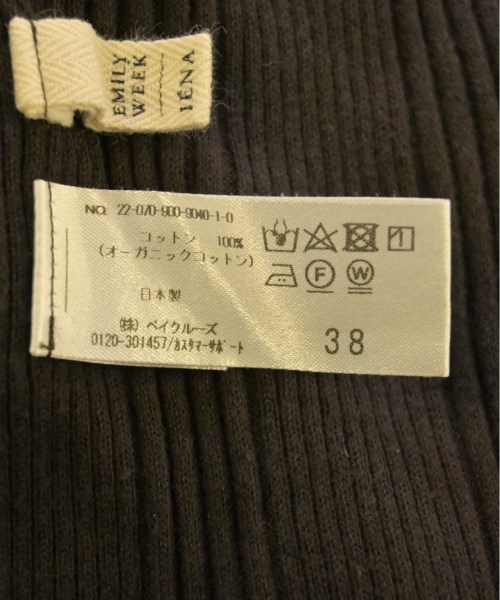 EMILY
WEEK
IÉNA
NO. 22-070-900-9040-1-0
コットン 100%
(オーガニックコットン)
日本製
(株) ベイクルーズ
0120-301457/カスタマーサポート
F W
38